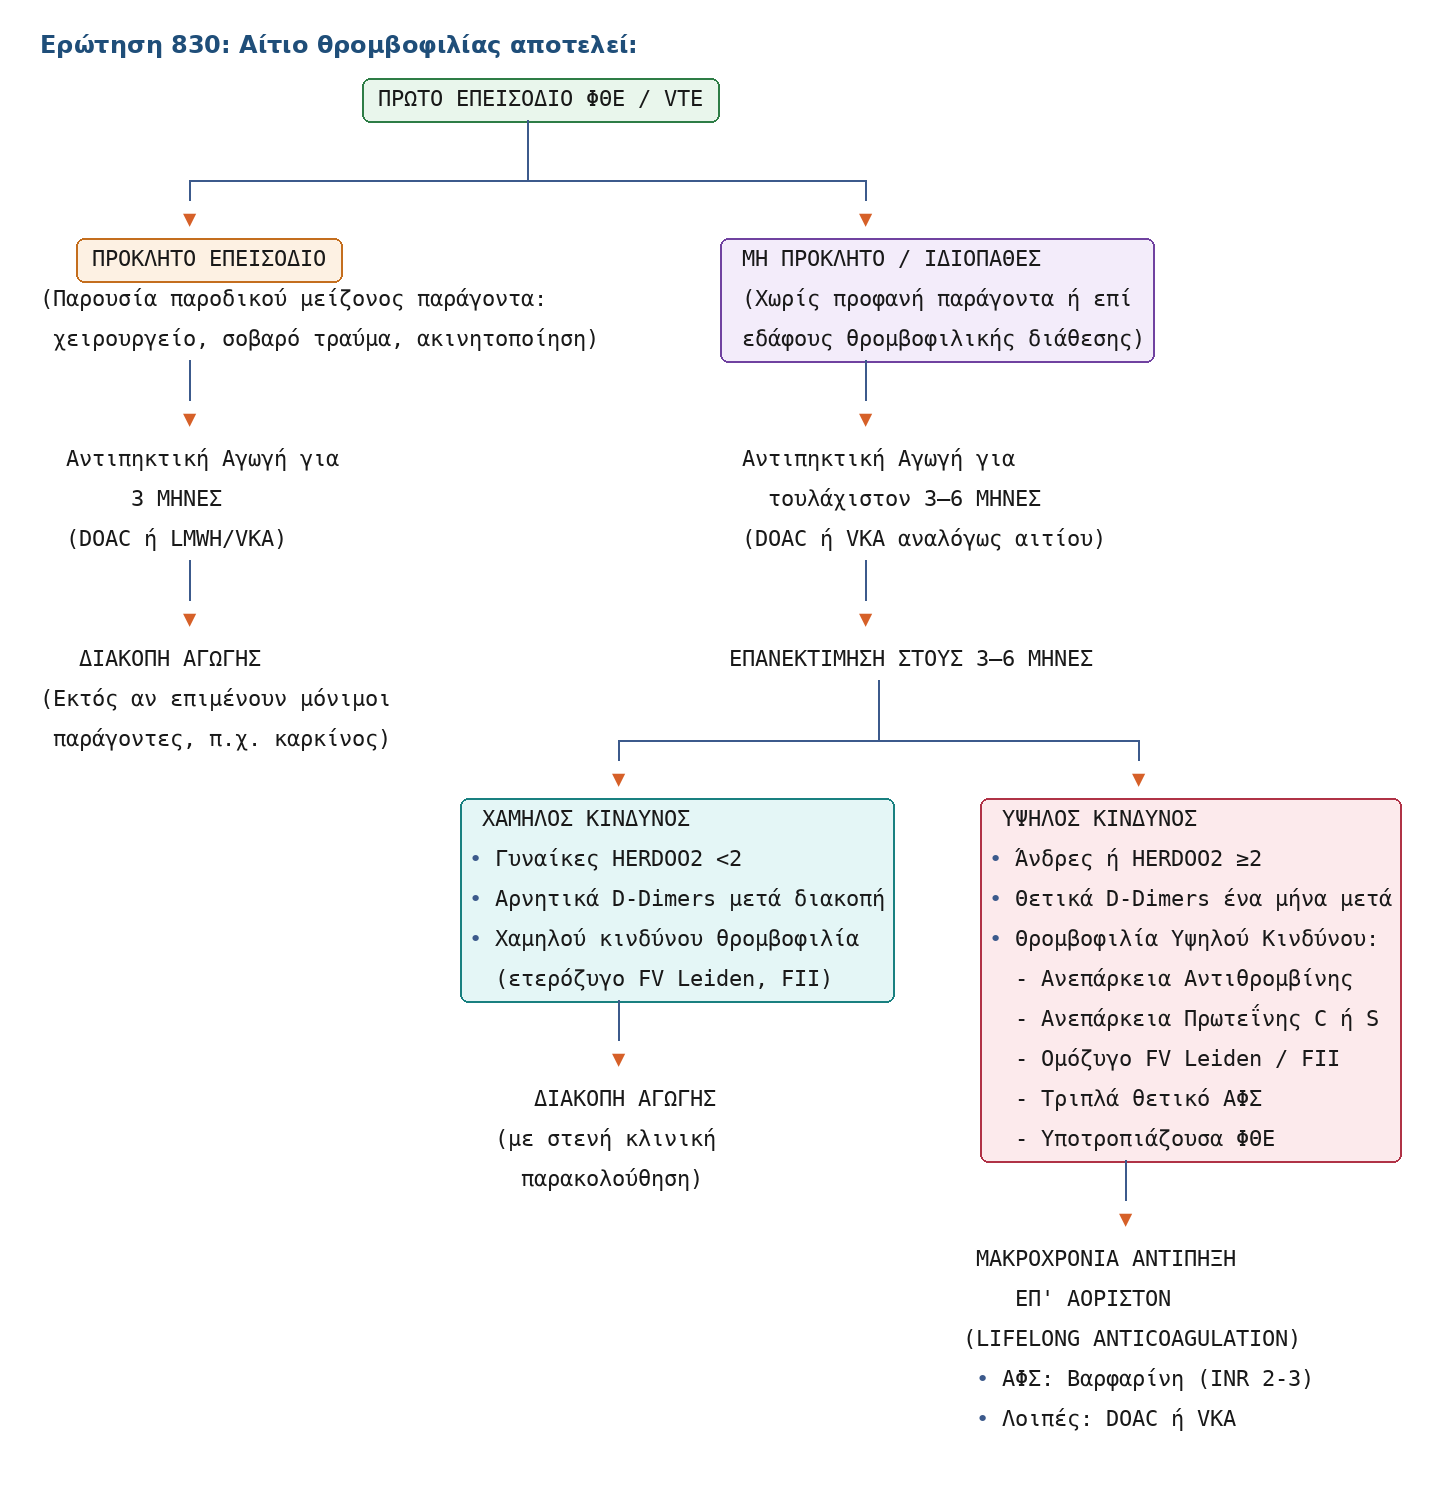 Ερώτηση 830: Αίτιο θρομβοφιλίας αποτελεί:
ΠΡΩΤΟ ΕΠΕΙΣΟΔΙΟ ΦΘΕ / VTE
ΠΡΟΚΛΗΤΟ ΕΠΕΙΣΟΔΙΟ
(Παρουσία παροδικού μείζονος παράγοντα:
χειρουργείο, σοβαρό τραύμα, ακινητοποίηση)
ΜΗ ΠΡΟΚΛΗΤΟ / ΙΔΙΟΠΑΘΕΣ
(Χωρίς προφανή παράγοντα ή επί
εδάφους θρομβοφιλικής διάθεσης)
Αντιπηκτική Αγωγή για
3 ΜΗΝΕΣ
(DOAC ή LMWH/VKA)
Αντιπηκτική Αγωγή για
τουλάχιστον 3–6 ΜΗΝΕΣ
(DOAC ή VKA αναλόγως αιτίου)
ΔΙΑΚΟΠΗ ΑΓΩΓΗΣ
(Εκτός αν επιμένουν μόνιμοι
παράγοντες, π.χ. καρκίνος)
ΕΠΑΝΕΚΤΙΜΗΣΗ ΣΤΟΥΣ 3–6 ΜΗΝΕΣ
ΧΑΜΗΛΟΣ ΚΙΝΔΥΝΟΣ
• Γυναίκες HERDOO2 <2
• Αρνητικά D-Dimers μετά διακοπή
• Χαμηλού κινδύνου θρομβοφιλία
(ετερόζυγο FV Leiden, FII)
ΔΙΑΚΟΠΗ ΑΓΩΓΗΣ
(με στενή κλινική
παρακολούθηση)
ΥΨΗΛΟΣ ΚΙΝΔΥΝΟΣ
• Άνδρες ή HERDOO2 ≥2
• Θετικά D-Dimers ένα μήνα μετά
• Θρομβοφιλία Υψηλού Κινδύνου:
- Ανεπάρκεια Αντιθρομβίνης
- Ανεπάρκεια Πρωτεΐνης C ή S
- Ομόζυγο FV Leiden / FII
- Τριπλά θετικό ΑΦΣ
- Υποτροπιάζουσα ΦΘΕ
ΜΑΚΡΟΧΡΟΝΙΑ ΑΝΤΙΠΗΞΗ
ΕΠ' ΑΟΡΙΣΤΟΝ
(LIFELONG ANTICOAGULATION)
• ΑΦΣ: Βαρφαρίνη (INR 2-3)
• Λοιπές: DOAC ή VKA